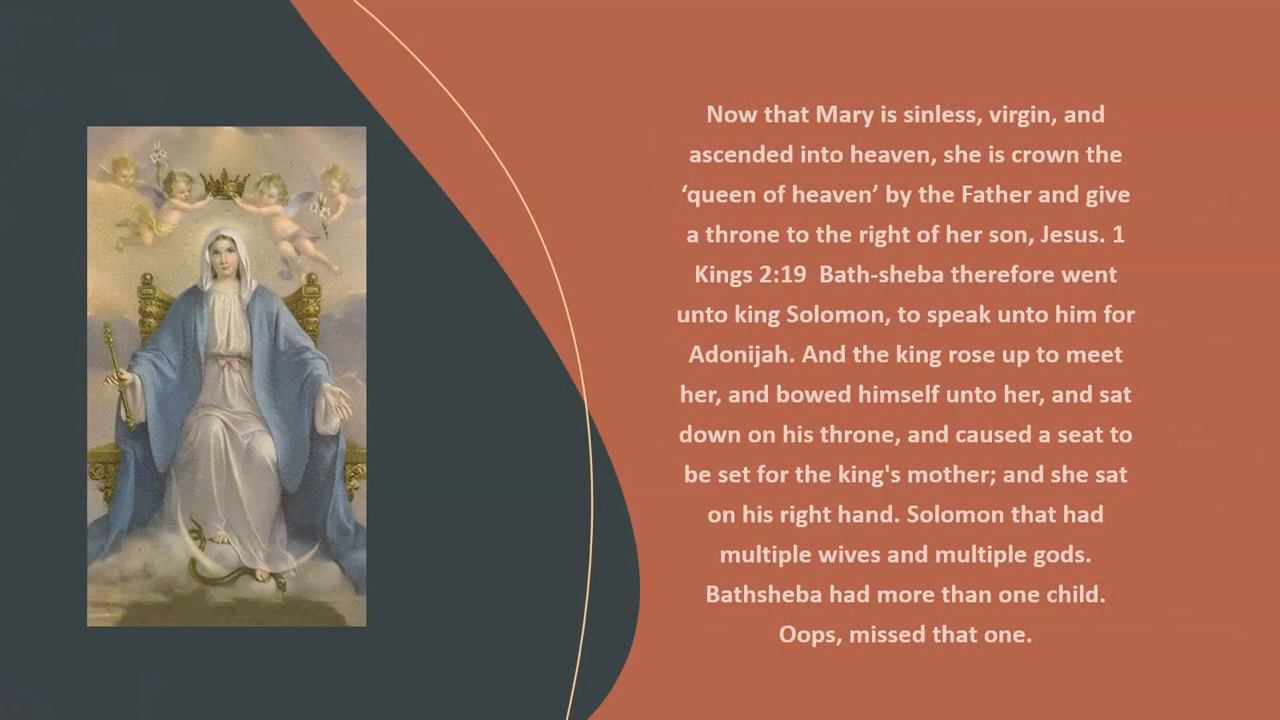 Now that Mary is sinless, virgin, and
ascended into heaven, she is crown the
‘queen of heaven’ by the Father and give
a throne to the right of her son, Jesus. 1
Kings 2:19  Bath-sheba therefore went
unto king Solomon, to speak unto him for
Adonijah. And the king rose up to meet
her, and bowed himself unto her, and sat
down on his throne, and caused a seat to
be set for the king's mother; and she sat
on his right hand. Solomon that had
multiple wives and multiple gods.
Bathsheba had more than one child.
Oops, missed that one.